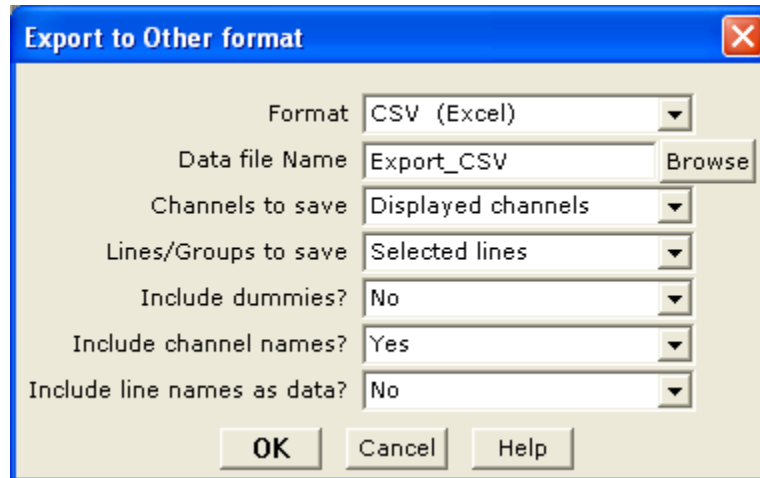 Export to Other format
Format CSV (Excel)
Data file Name Export_CSV Browse
Channels to save Displayed channels
Lines/Groups to save Selected lines
Include dummies? No
Include channel names? Yes
Include line names as data? No
OK Cancel Help